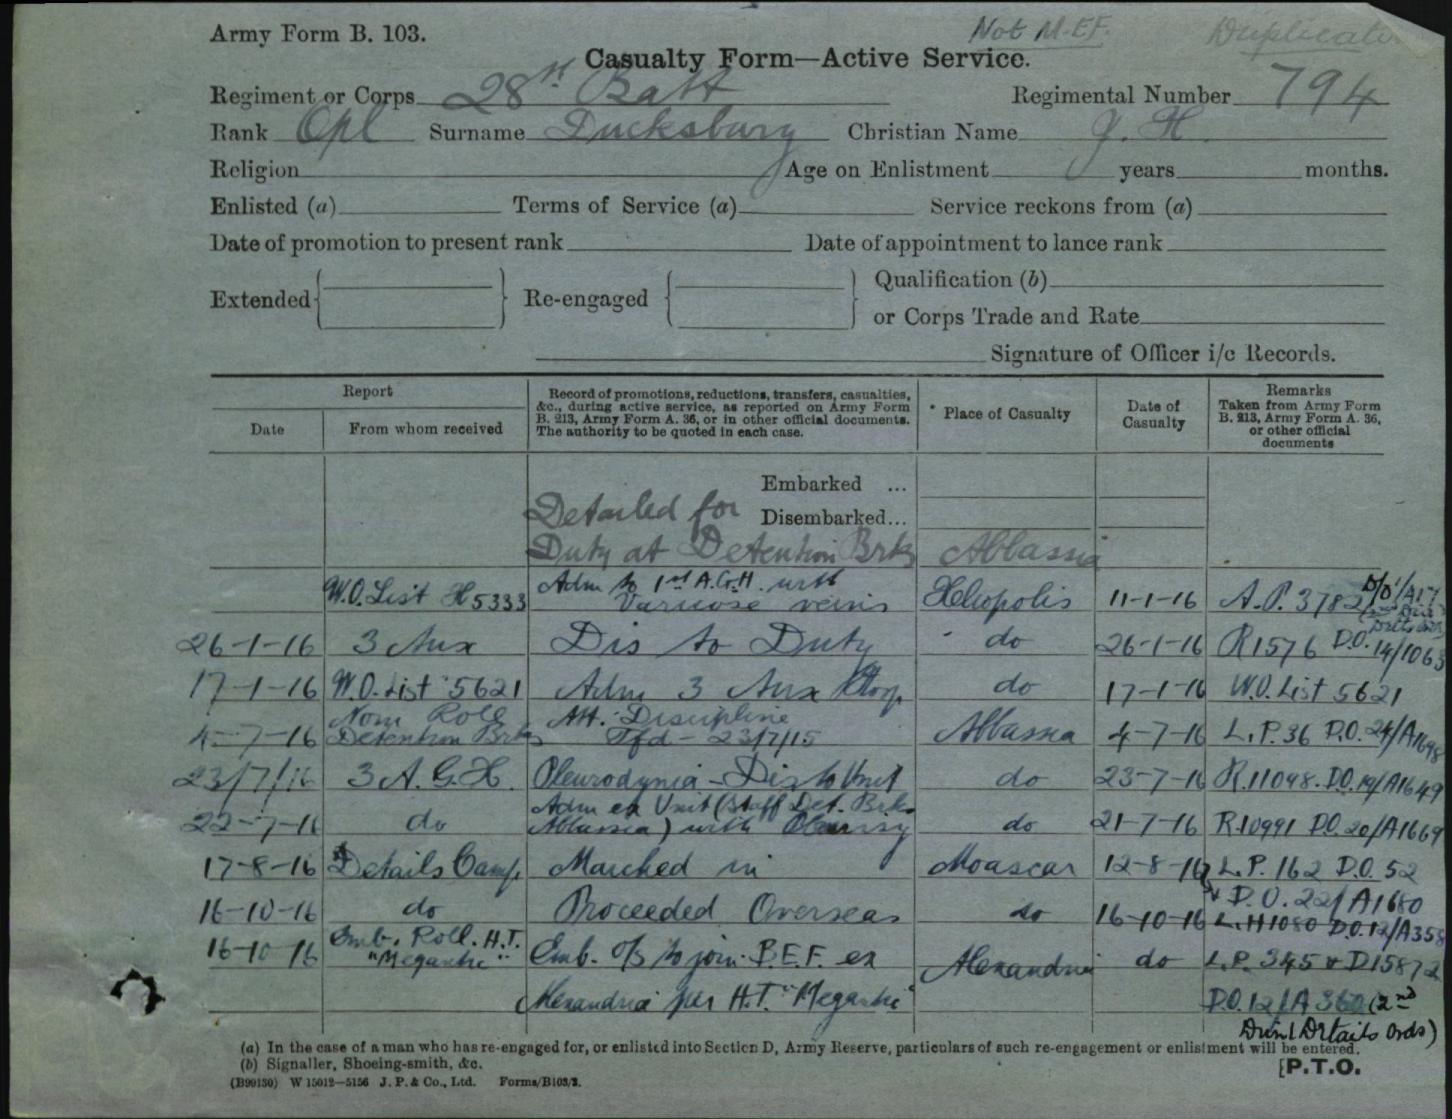 Not M.E.F. Duplicate
Army Form B. 103.
Casualty Form—Active Service.
Regiment or Corps 28th Batt Regimental Number 794
Rank Cpl Surname Ducksbury Christian Name J. H.
Religion Age on Enlistment years months.
Enlisted (a) Terms of Service (a) Service reckons from (a)
Date of promotion to present rank Date of appointment to lance rank
Extended Re-engaged Qualification (b)
or Corps Trade and Rate
Signature of Officer i/c Records.
Report
Date From whom received
Record of promotions, reductions, transfers, casualties, &c., during active service, as reported on Army Form B. 213, Army Form A. 36, or in other official documents. The authority to be quoted in each case.
Place of Casualty
Date of Casualty
Remarks Taken from Army Form B. 213, Army Form A. 36, or other official documents
Embarked ...
Detailed for Disembarked...
Duty at Detention Brks Abbassia
W.O. List H5333 Adm to 1st A.G.H. with Varicose veins Heliopolis 11-1-16 A.P. 3782
26-1-16 3 Aux Dis to Duty do 26-1-16 R1576 D.O. 14/1063
17-1-16 W.O. List 5621 Adm 3 Aux Hosp do 17-1-16 W.O. List 5621
4-7-16 Nom Roll Detention Brks Att. Discipline Tfd - 23/7/15 Abbassia 4-7-16 L.P. 36 D.O. 24/A1698
23/7/16 3 A.G.H. Pleurodynia - Dis to Unit do 23-7-16 R.11098. D.O. 19/A1649
22-7-16 do Adm ex Unit (Staff Det. Brks Abbassia) with Pleurisy do 21-7-16 R.10991 D.O. 20/A1669
17-8-16 Details Camp Marched in Moascar 12-8-16 L.P. 162 D.O. 52
& D.O. 22/A1680
16-10-16 do Proceeded Overseas do 16-10-16 L.H1080 D.O.12/A358
16-10-16 Emb. Roll. H.T. "Megantic" Emb. O/S to join B.E.F. ex Alexandria do L.P. 345 & D15872
Alexandria per H.T. "Megantic" D.O. 12/A 360 (2nd
Divnl Details Ords)
(a) In the case of a man who has re-engaged for, or enlisted into Section D, Army Reserve, particulars of such re-engagement or enlistment will be entered.
(b) Signaller, Shoeing-smith, &c.
(B99130) W 15012—5156 J. P. & Co., Ltd. Forms/B103/2.
[P.T.O.